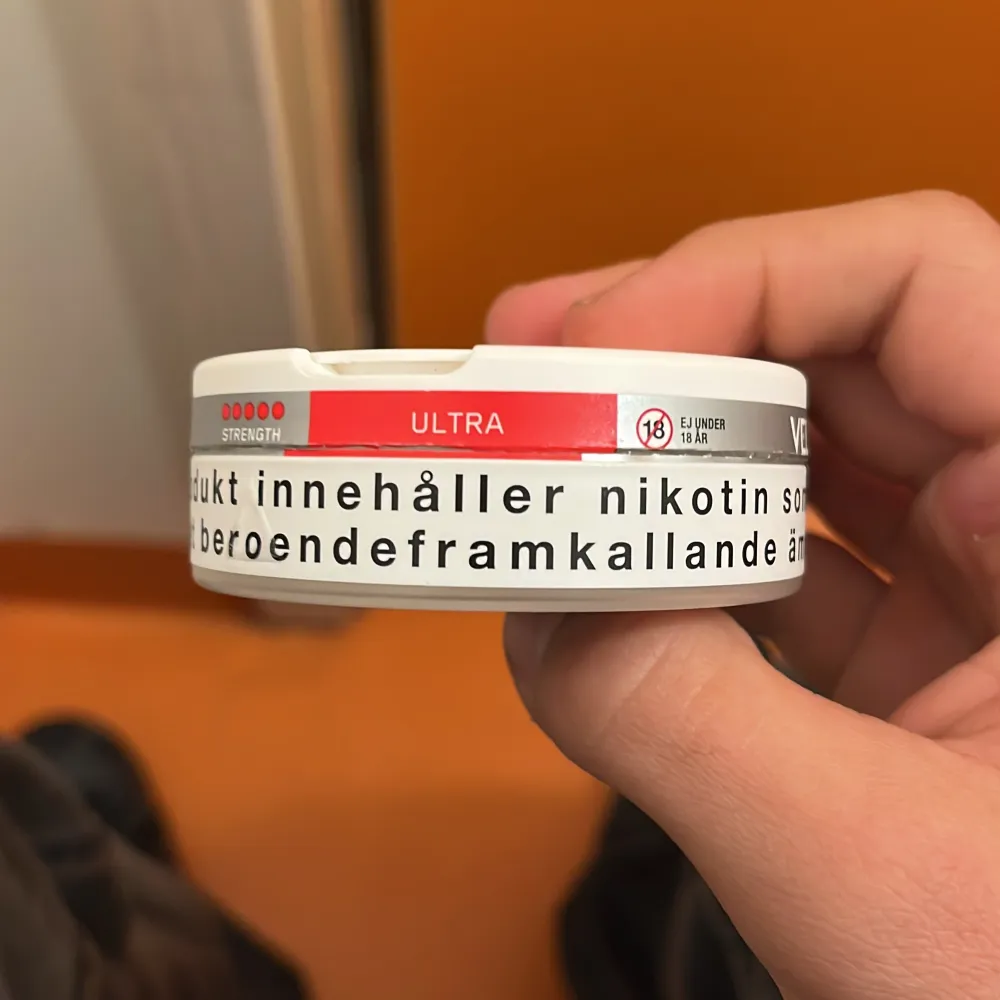 STRENGTH
ULTRA
18
EJ UNDER
18 ÅR
innehåller nikotin
beroendeframkallande